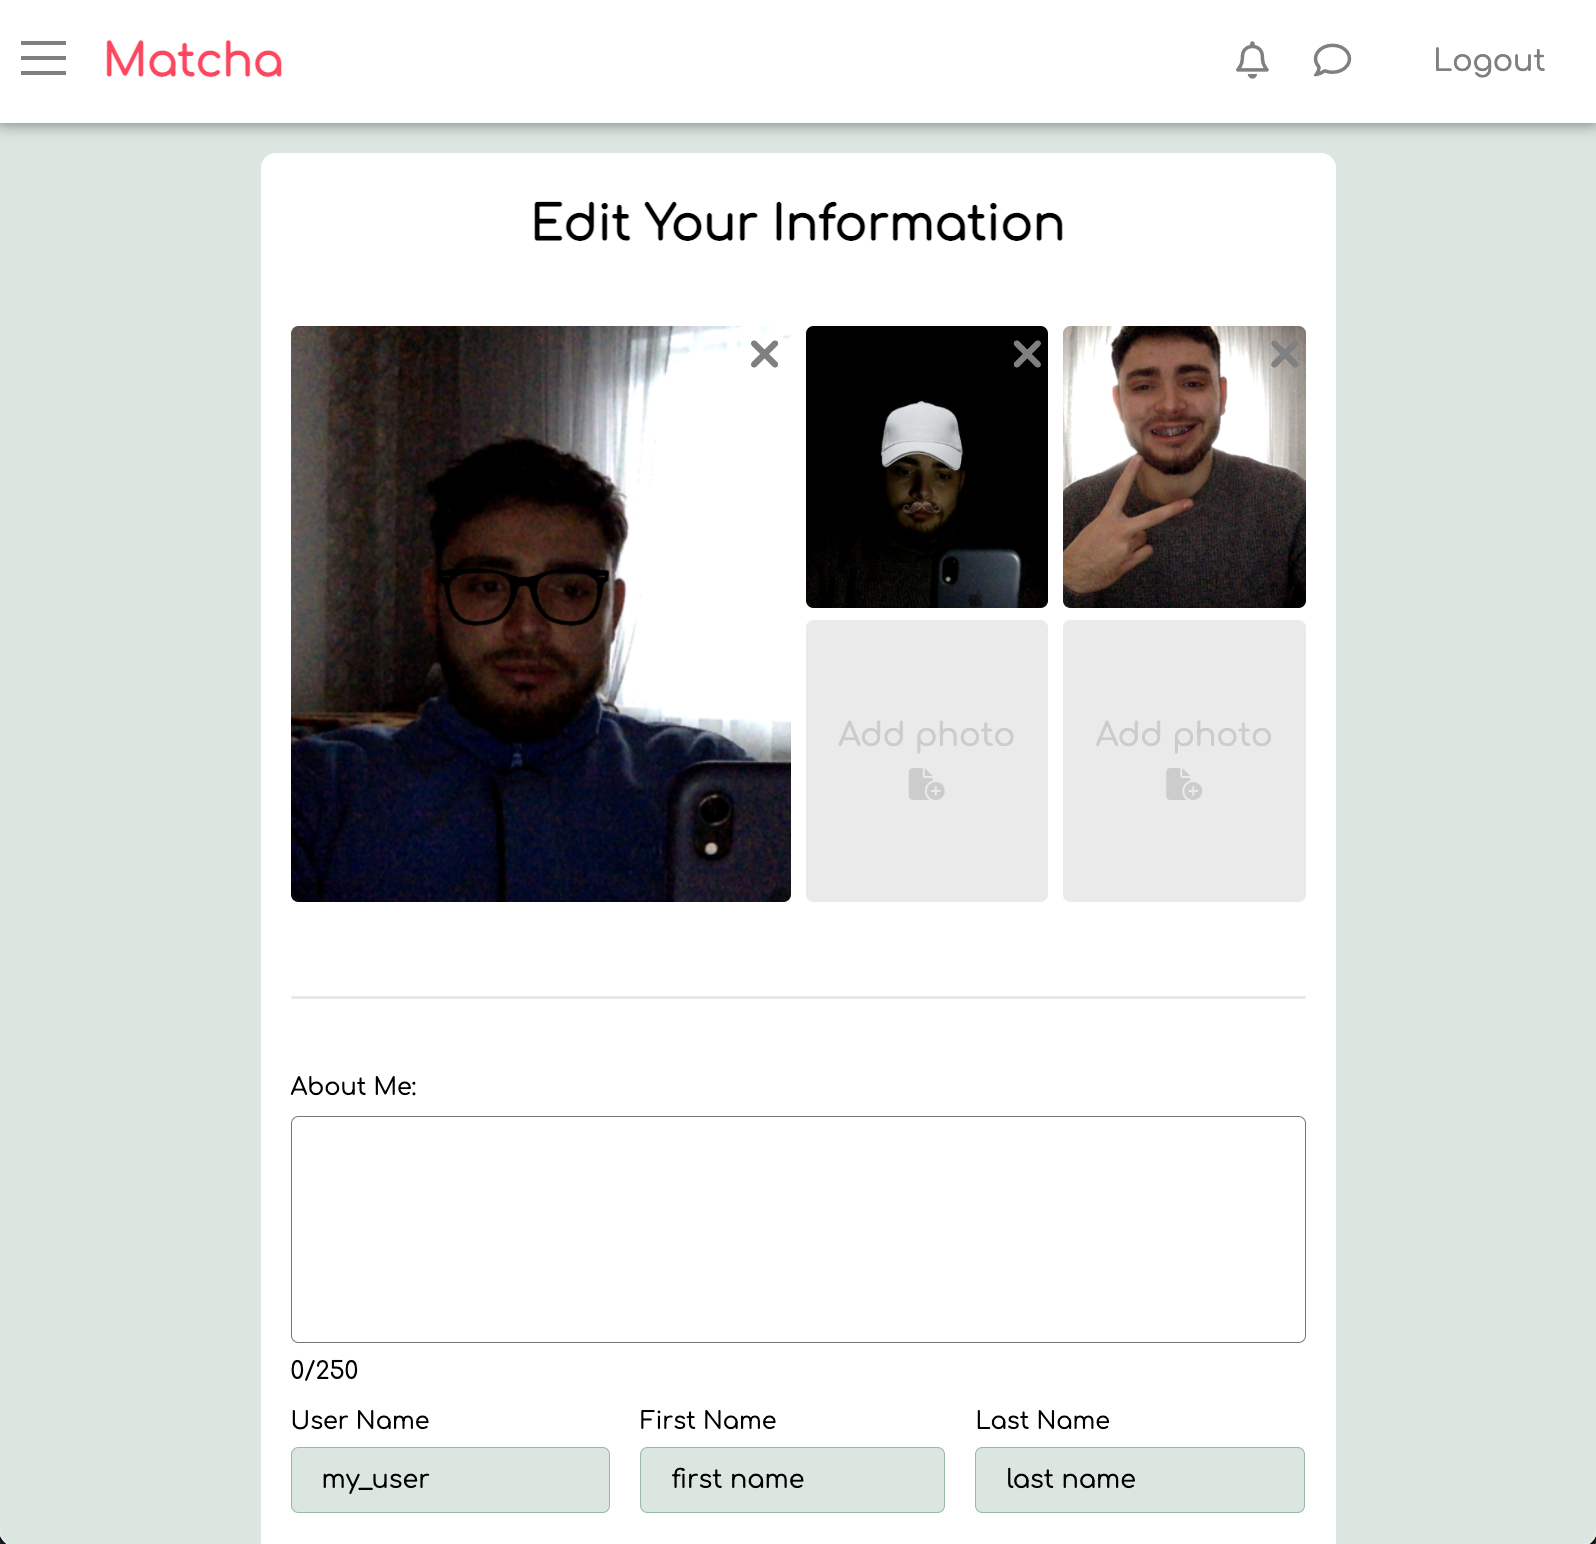 Matcha
Logout
Edit Your Information
Add photo
Add photo
About Me:
0/250
User Name
First Name
Last Name
my_user
first name
last name